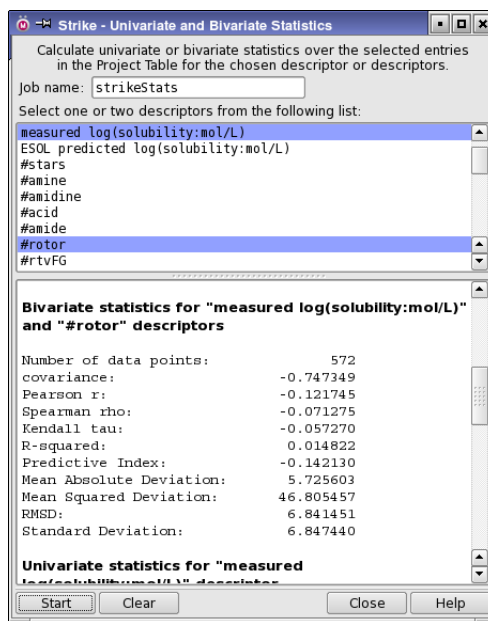 Strike - Univariate and Bivariate Statistics
Calculate univariate or bivariate statistics over the selected entries
in the Project Table for the chosen descriptor or descriptors.
Job name: strikeStats
Select one or two descriptors from the following list:
measured log(solubility:mol/L)
ESOL predicted log(solubility:mol/L)
#stars
#amine
#amidine
#acid
#amide
#rotor
#rtvFG
Bivariate statistics for "measured log(solubility:mol/L)"
and "#rotor" descriptors
Number of data points: 572
covariance: -0.747349
Pearson r: -0.121745
Spearman rho: -0.071275
Kendall tau: -0.057270
R-squared: 0.014822
Predictive Index: -0.142130
Mean Absolute Deviation: 5.725603
Mean Squared Deviation: 46.805457
RMSD: 6.841451
Standard Deviation: 6.847440
Univariate statistics for "measured
log(solubility:mol/L)" descriptor
Start Clear Close Help